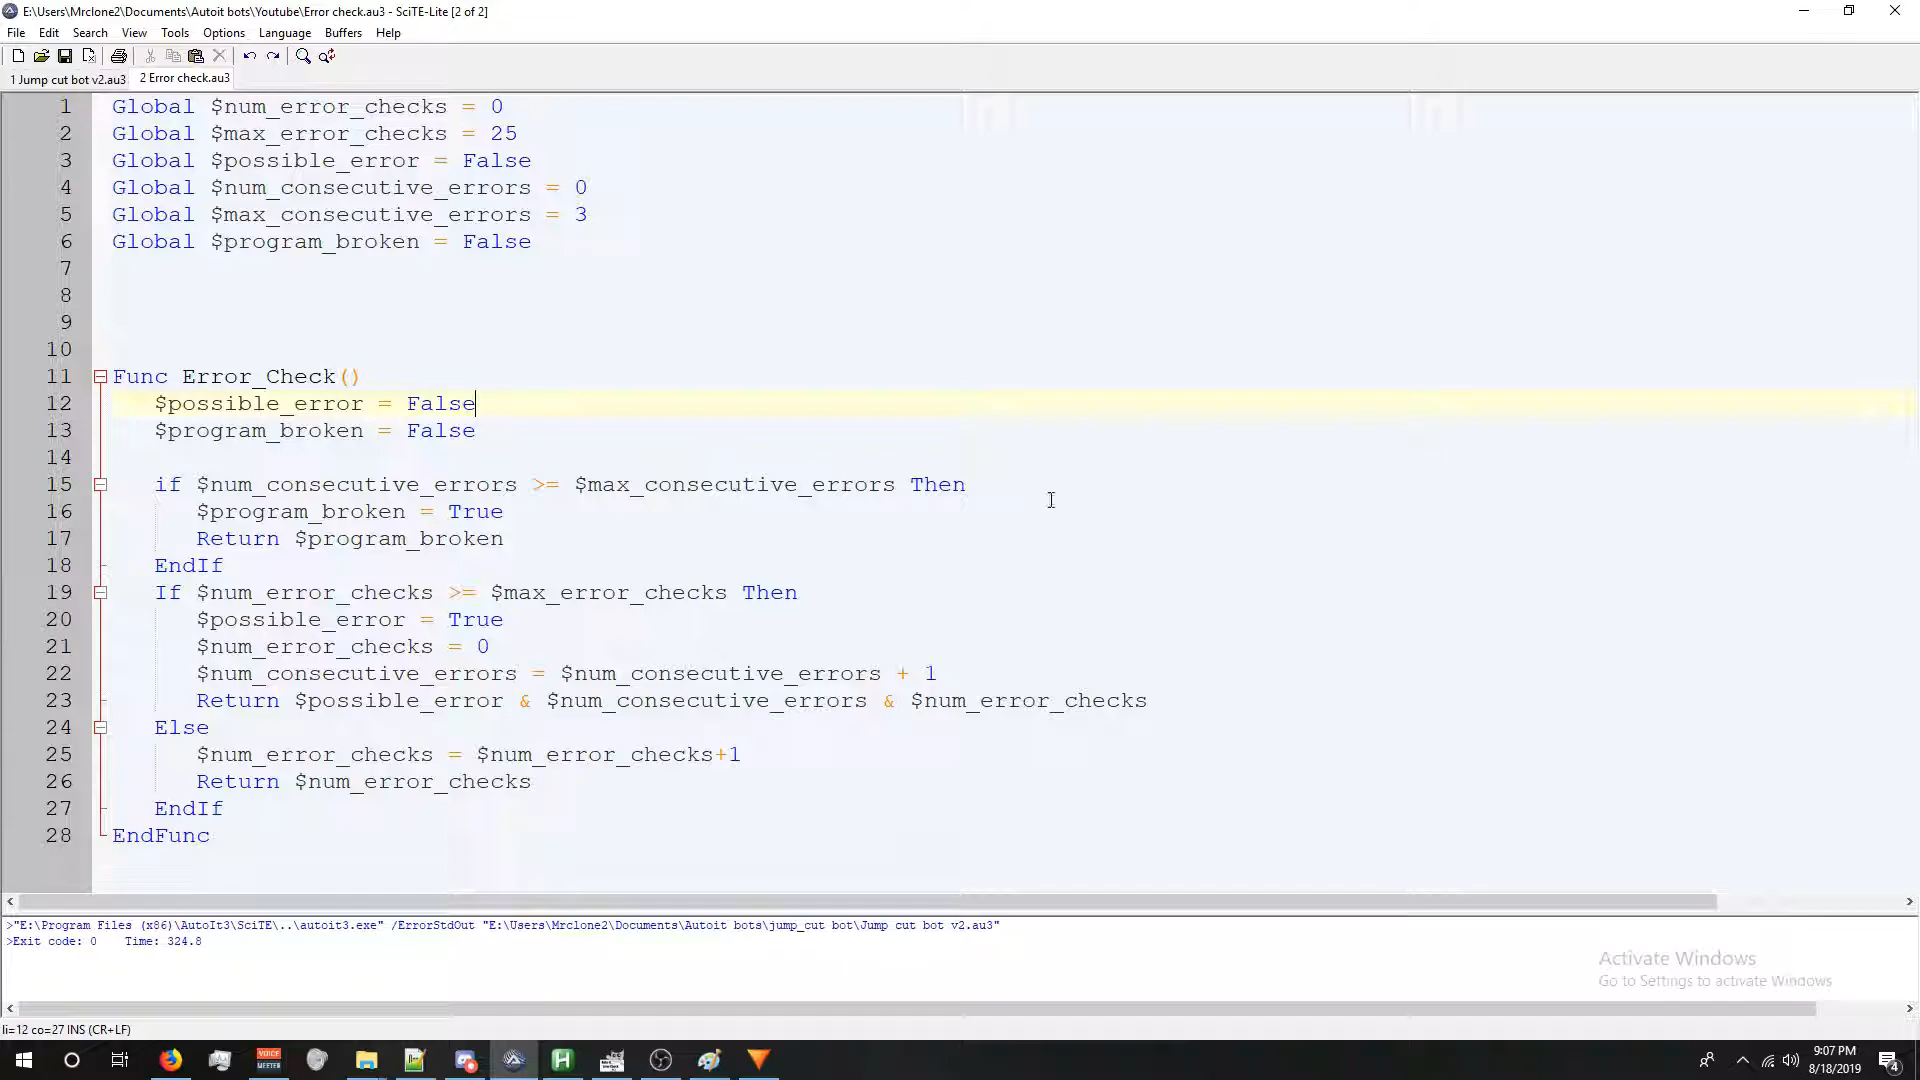 E:\Users\Mrclone2\Documents\Autoit bots\Youtube\Error check.au3 - SciTE-Lite [2 of 2]
File Edit Search View Tools Options Language Buffers Help
1 Jump cut bot v2.au3 2 Error check.au3
1 Global $num_error_checks = 0
2 Global $max_error_checks = 25
3 Global $possible_error = False
4 Global $num_consecutive_errors = 0
5 Global $max_consecutive_errors = 3
6 Global $program_broken = False
7
8
9
10
11 Func Error_Check()
12 $possible_error = False
13 $program_broken = False
14
15 if $num_consecutive_errors >= $max_consecutive_errors Then
16 $program_broken = True
17 Return $program_broken
18 EndIf
19 If $num_error_checks >= $max_error_checks Then
20 $possible_error = True
21 $num_error_checks = 0
22 $num_consecutive_errors = $num_consecutive_errors + 1
23 Return $possible_error & $num_consecutive_errors & $num_error_checks
24 Else
25 $num_error_checks = $num_error_checks+1
26 Return $num_error_checks
27 EndIf
28 EndFunc
>"E:\Program Files (x86)\AutoIt3\SciTE\..\autoit3.exe" /ErrorStdOut "E:\Users\Mrclone2\Documents\Autoit bots\jump_cut bot\Jump cut bot v2.au3"
>Exit code: 0 Time: 324.8
Activate Windows
Go to Settings to activate Windows
li=12 co=27 INS (CR+LF)
VOICE
MEETER
H
9:07 PM
8/18/2019
4